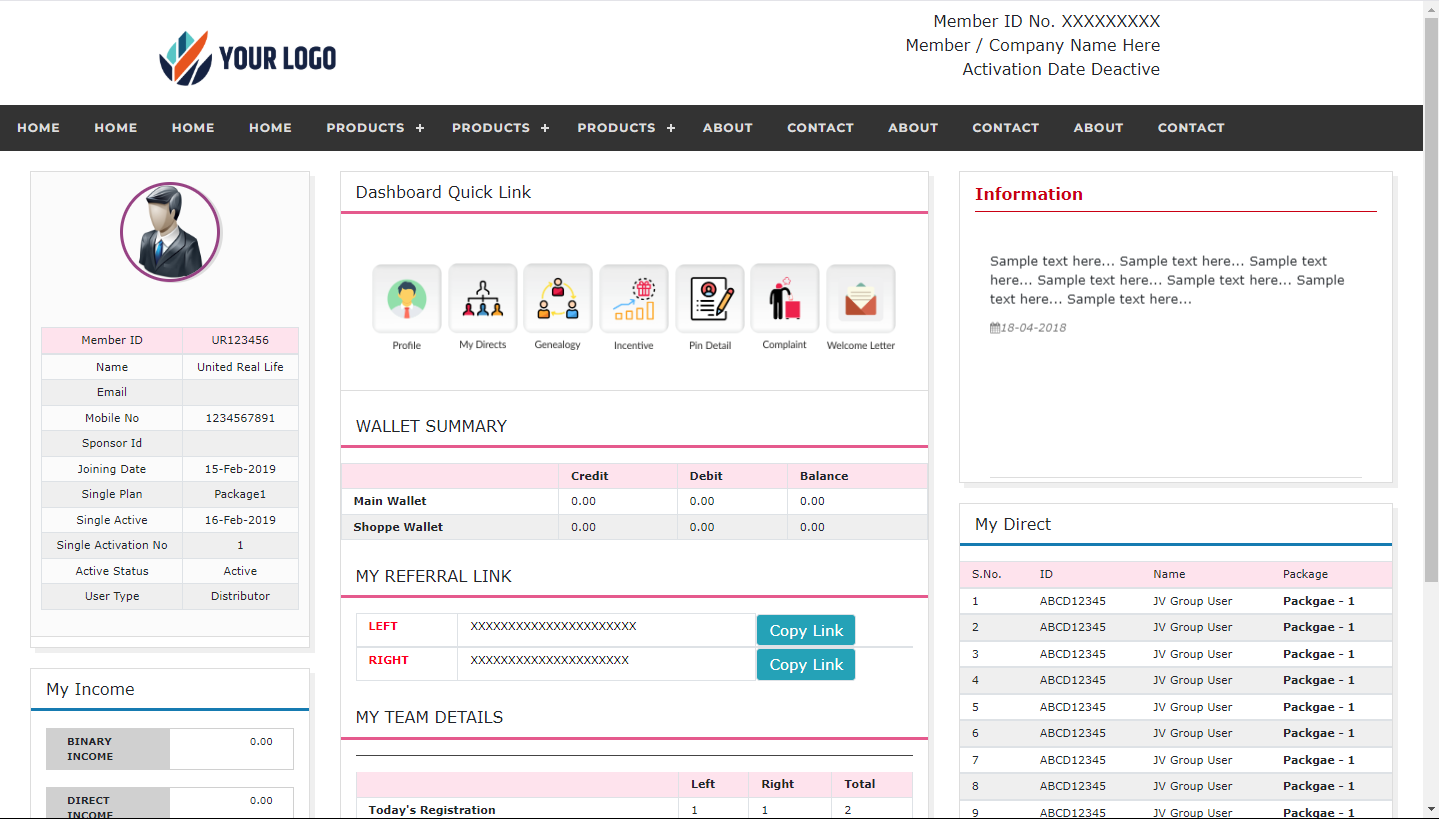 YOUR LOGO
Member ID No. XXXXXXXXX
Member / Company Name Here
Activation Date Deactive
HOME HOME HOME HOME PRODUCTS + PRODUCTS + PRODUCTS + ABOUT CONTACT ABOUT CONTACT ABOUT CONTACT
Member ID UR123456
Name United Real Life
Email
Mobile No 1234567891
Sponsor Id
Joining Date 15-Feb-2019
Single Plan Package1
Single Active 16-Feb-2019
Single Activation No 1
Active Status Active
User Type Distributor
My Income
BINARY 0.00
INCOME
DIRECT 0.00
INCOME
Dashboard Quick Link
Profile My Directs Genealogy Incentive Pin Detail Complaint Welcome Letter
WALLET SUMMARY
Credit Debit Balance
Main Wallet 0.00 0.00 0.00
Shoppe Wallet 0.00 0.00 0.00
MY REFERRAL LINK
LEFT XXXXXXXXXXXXXXXXXXXXXX Copy Link
RIGHT XXXXXXXXXXXXXXXXXXXXX Copy Link
MY TEAM DETAILS
Left Right Total
Today's Registration 1 1 2
Information
Sample text here... Sample text here... Sample text
here... Sample text here... Sample text here... Sample
text here... Sample text here...
18-04-2018
My Direct
S.No. ID Name Package
1 ABCD12345 JV Group User Packgae - 1
2 ABCD12345 JV Group User Packgae - 1
3 ABCD12345 JV Group User Packgae - 1
4 ABCD12345 JV Group User Packgae - 1
5 ABCD12345 JV Group User Packgae - 1
6 ABCD12345 JV Group User Packgae - 1
7 ABCD12345 JV Group User Packgae - 1
8 ABCD12345 JV Group User Packgae - 1
9 ABCD12345 JV Group User Packgae - 1